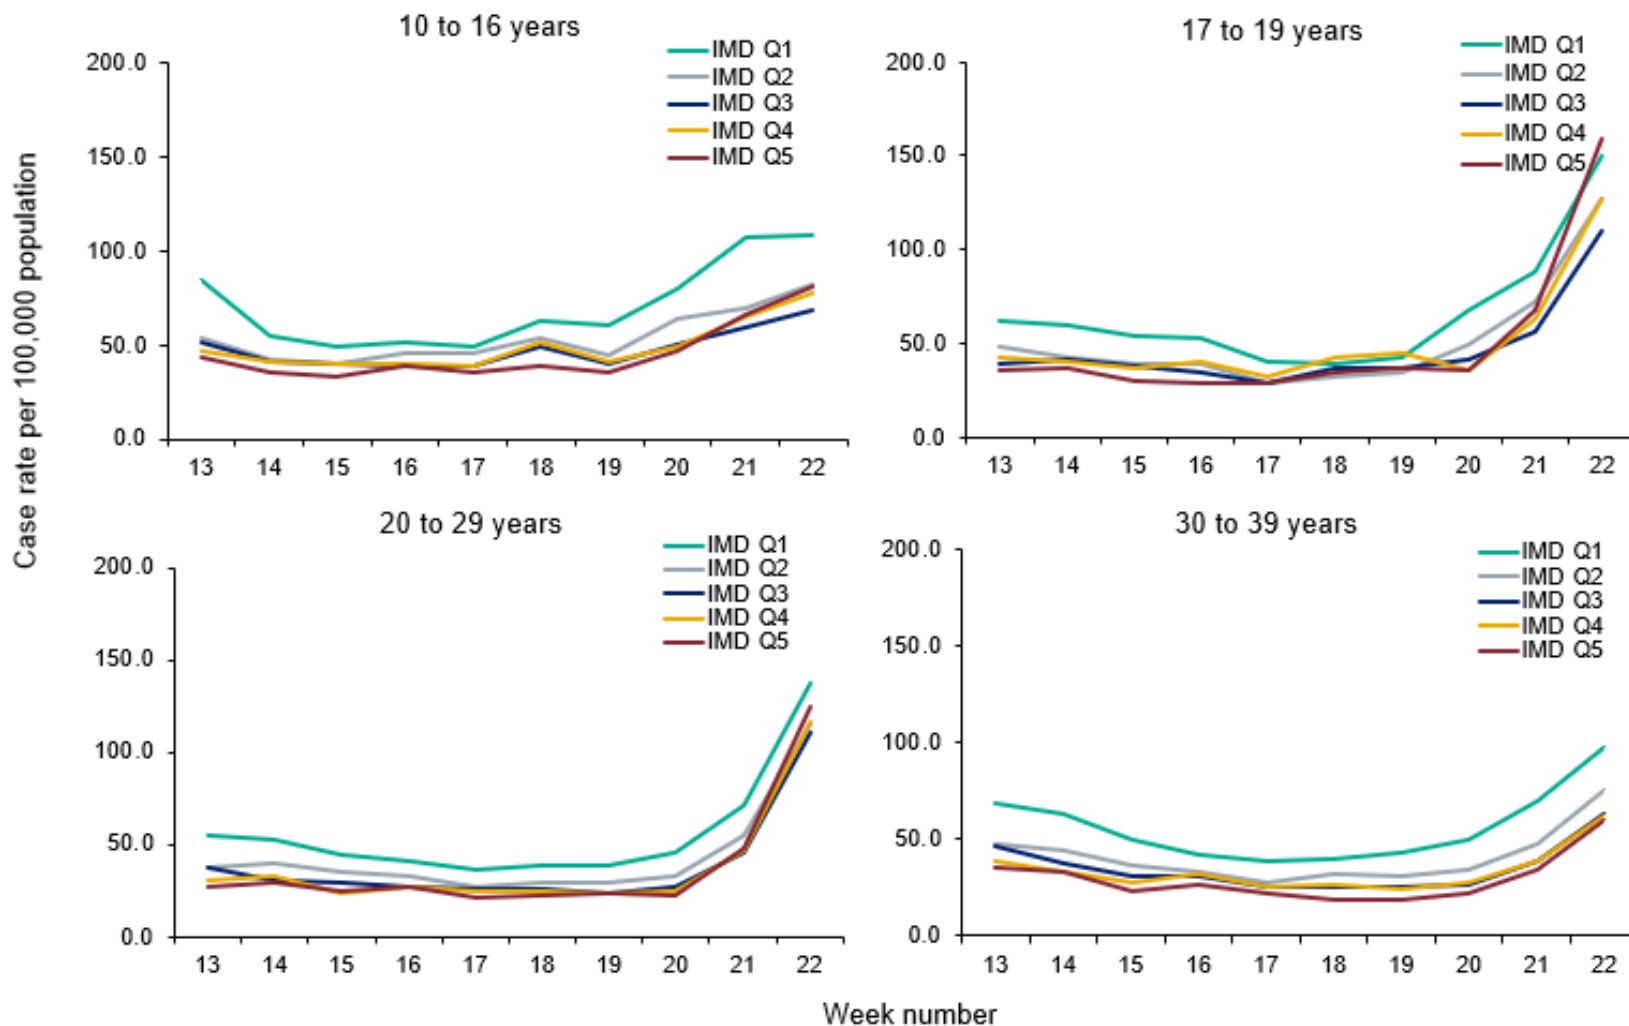 10 to 16 years
IMD Q1
IMD Q2
IMD Q3
IMD Q4
IMD Q5
200.0
150.0
100.0
50.0
0.0
13 14 15 16 17 18 19 20 21 22
17 to 19 years
IMD Q1
IMD Q2
IMD Q3
IMD Q4
IMD Q5
200.0
150.0
100.0
50.0
0.0
13 14 15 16 17 18 19 20 21 22
Case rate per 100,000 population
20 to 29 years
IMD Q1
IMD Q2
IMD Q3
IMD Q4
IMD Q5
200.0
150.0
100.0
50.0
0.0
13 14 15 16 17 18 19 20 21 22
30 to 39 years
IMD Q1
IMD Q2
IMD Q3
IMD Q4
IMD Q5
200.0
150.0
100.0
50.0
0.0
13 14 15 16 17 18 19 20 21 22
Week number